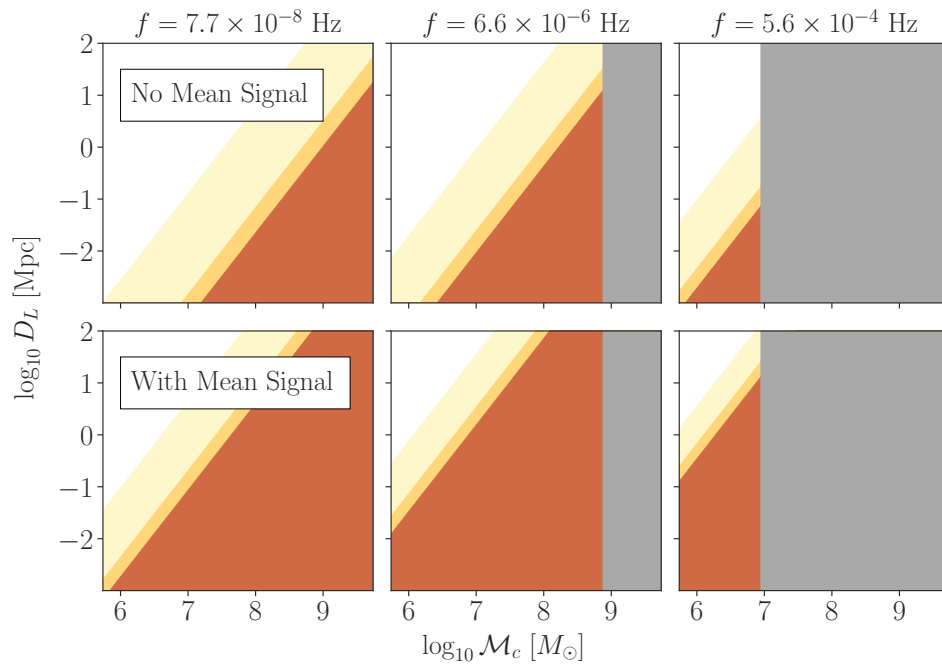 f = 7.7 × 10⁻⁸ Hz
f = 6.6 × 10⁻⁶ Hz
f = 5.6 × 10⁻⁴ Hz
No Mean Signal
2
1
0
−1
−2
With Mean Signal
2
1
0
−1
−2
log₁₀ D_L [Mpc]
6 7 8 9
6 7 8 9
6 7 8 9
log₁₀ ℳ_c [M_⊙]